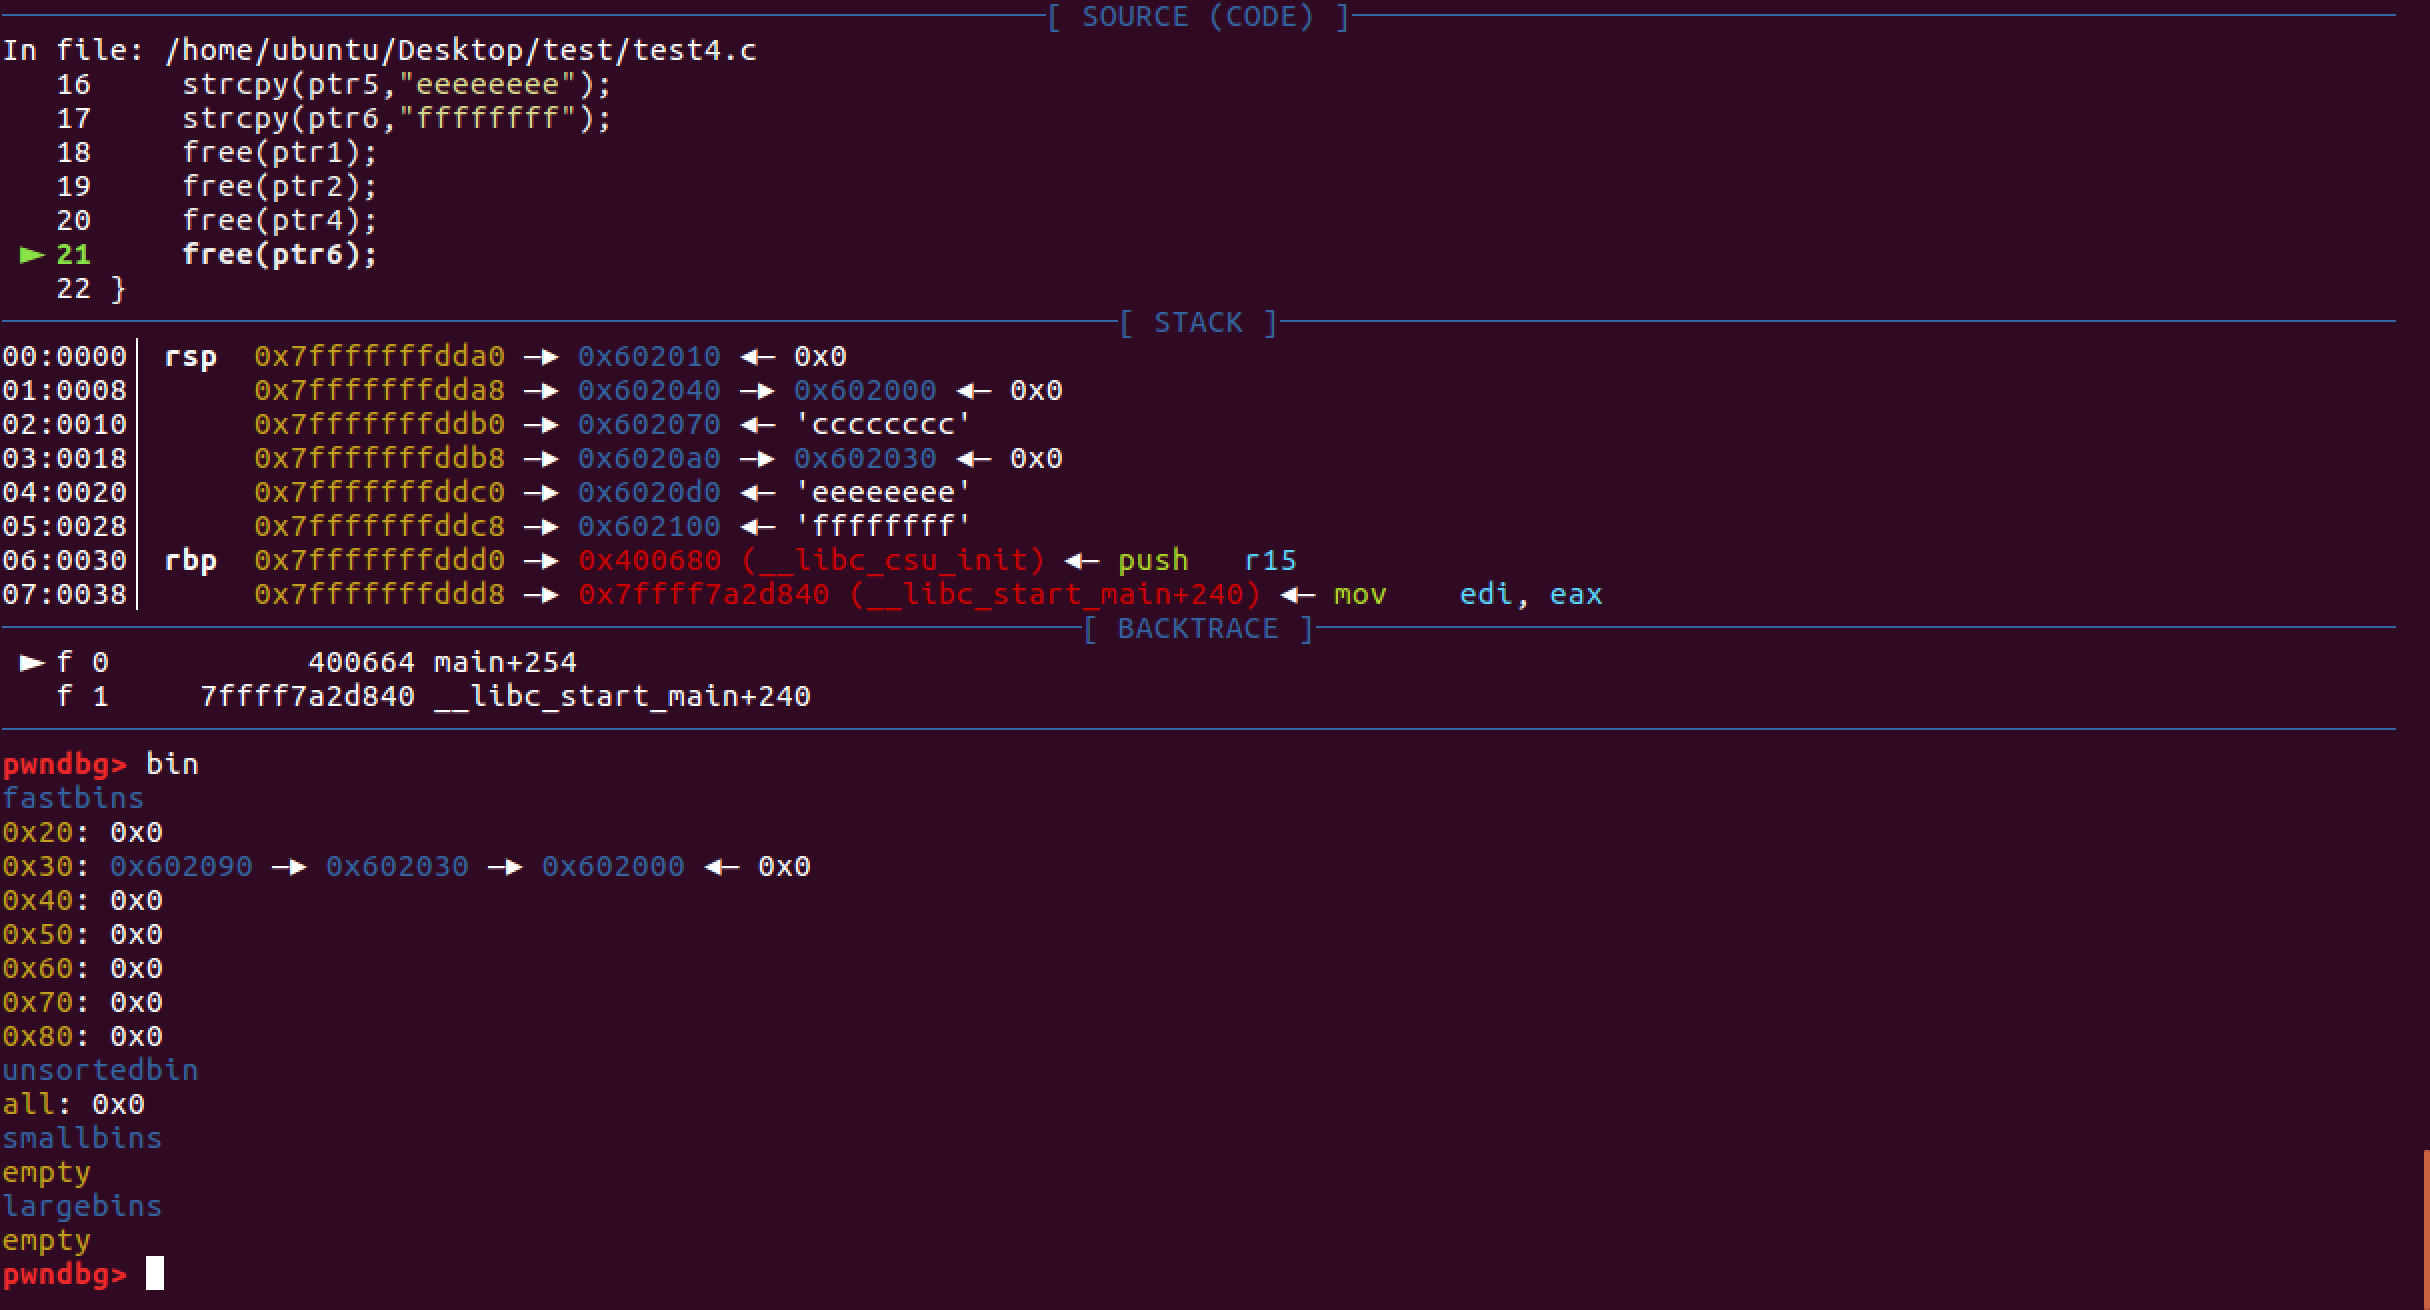 [ SOURCE (CODE) ]
In file: /home/ubuntu/Desktop/test/test4.c
16 strcpy(ptr5,"eeeeeeee");
17 strcpy(ptr6,"ffffffff");
18 free(ptr1);
19 free(ptr2);
20 free(ptr4);
► 21 free(ptr6);
22 }
[ STACK ]
00:0000│ rsp 0x7fffffffdda0 —► 0x602010 ◄— 0x0
01:0008│ 0x7fffffffdda8 —► 0x602040 —► 0x602000 ◄— 0x0
02:0010│ 0x7fffffffddb0 —► 0x602070 ◄— 'cccccccc'
03:0018│ 0x7fffffffddb8 —► 0x6020a0 —► 0x602030 ◄— 0x0
04:0020│ 0x7fffffffddc0 —► 0x6020d0 ◄— 'eeeeeeee'
05:0028│ 0x7fffffffddc8 —► 0x602100 ◄— 'ffffffff'
06:0030│ rbp 0x7fffffffddd0 —► 0x400680 (__libc_csu_init) ◄— push r15
07:0038│ 0x7fffffffddd8 —► 0x7ffff7a2d840 (__libc_start_main+240) ◄— mov edi, eax
[ BACKTRACE ]
► f 0 400664 main+254
f 1 7ffff7a2d840 __libc_start_main+240
pwndbg> bin
fastbins
0x20: 0x0
0x30: 0x602090 —► 0x602030 —► 0x602000 ◄— 0x0
0x40: 0x0
0x50: 0x0
0x60: 0x0
0x70: 0x0
0x80: 0x0
unsortedbin
all: 0x0
smallbins
empty
largebins
empty
pwndbg>